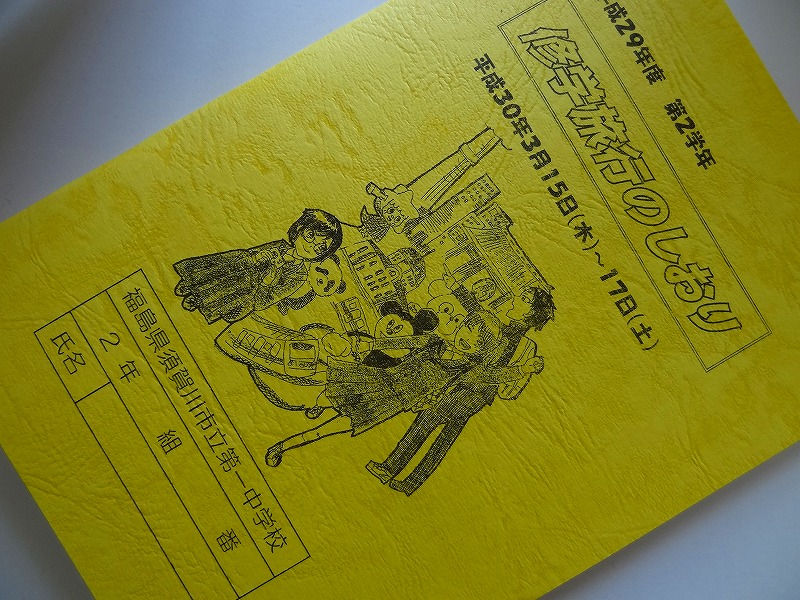 平成29年度 第2学年
修学旅行のしおり
平成30年3月15日(木)~17日(土)
福島県須賀川市立第一中学校
2年 組 番
氏名